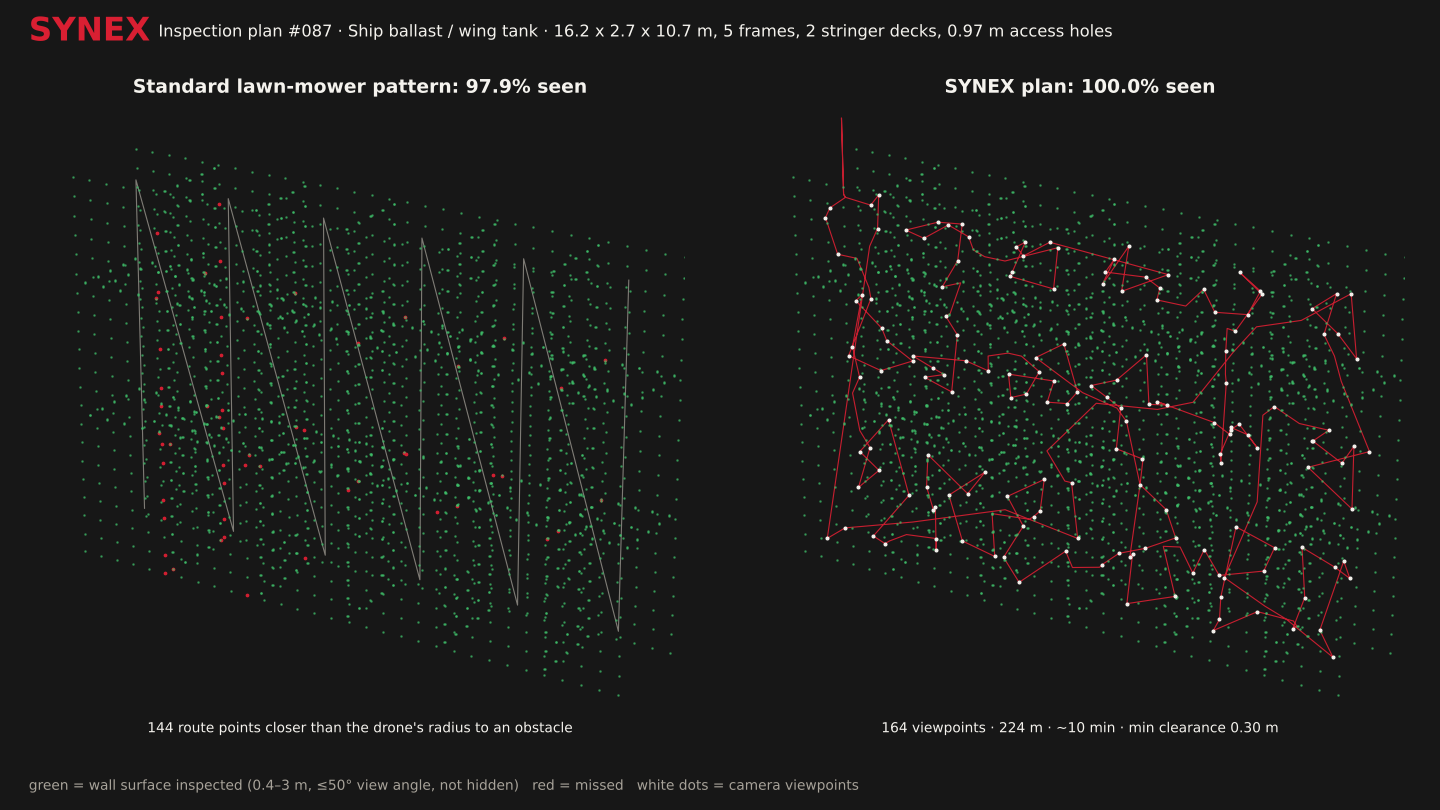 SYNEX Inspection plan #087 · Ship ballast / wing tank · 16.2 x 2.7 x 10.7 m, 5 frames, 2 stringer decks, 0.97 m access holes
Standard lawn-mower pattern: 97.9% seen
SYNEX plan: 100.0% seen
144 route points closer than the drone's radius to an obstacle
164 viewpoints · 224 m · ~10 min · min clearance 0.30 m
green = wall surface inspected (0.4–3 m, ≤50° view angle, not hidden)   red = missed   white dots = camera viewpoints